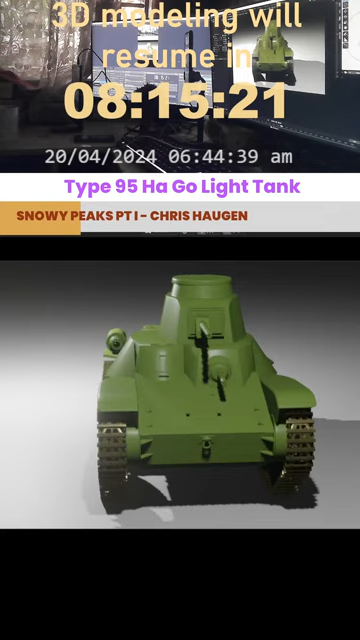 3D modeling will
resume in
08:15:21
20/04/2024 06:44:39 am
Type 95 Ha Go Light Tank
SNOWY PEAKS PT I - CHRIS HAUGEN